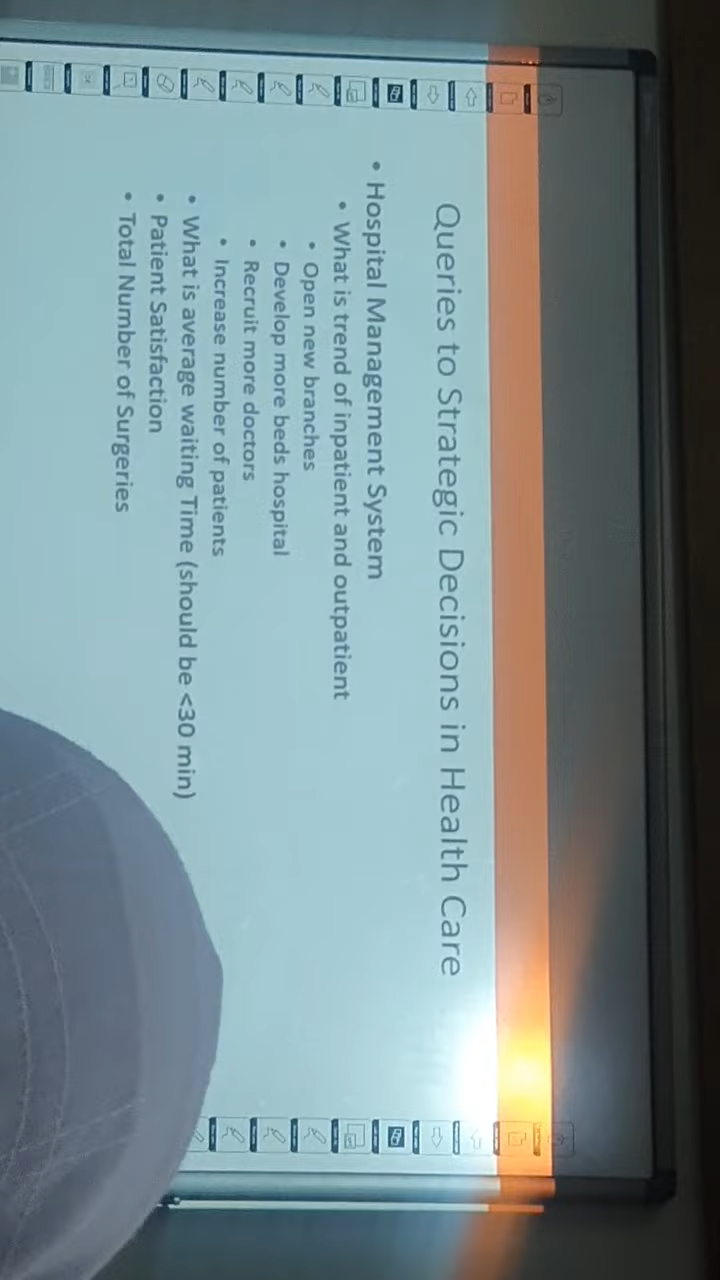 Queries to Strategic Decisions in Health Care
• Hospital Management System
• What is trend of inpatient and outpatient
• Open new branches
• Develop more beds hospital
• Recruit more doctors
• Increase number of patients
• What is average waiting Time (should be <30 min)
• Patient Satisfaction
• Total Number of Surgeries